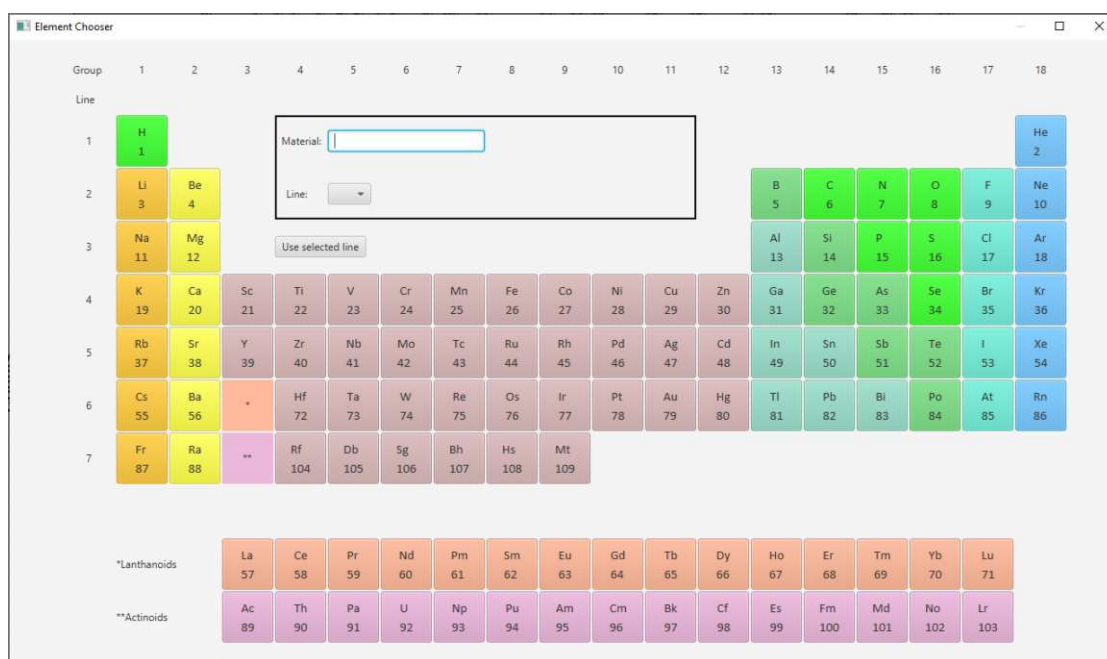 Element Chooser
Group 1 2 3 4 5 6 7 8 9 10 11 12 13 14 15 16 17 18
Line
1 H 1 Material: He 2
2 Li 3 Be 4 Line: B 5 C 6 N 7 O 8 F 9 Ne 10
3 Na 11 Mg 12 Use selected line Al 13 Si 14 P 15 S 16 Cl 17 Ar 18
4 K 19 Ca 20 Sc 21 Ti 22 V 23 Cr 24 Mn 25 Fe 26 Co 27 Ni 28 Cu 29 Zn 30 Ga 31 Ge 32 As 33 Se 34 Br 35 Kr 36
5 Rb 37 Sr 38 Y 39 Zr 40 Nb 41 Mo 42 Tc 43 Ru 44 Rh 45 Pd 46 Ag 47 Cd 48 In 49 Sn 50 Sb 51 Te 52 I 53 Xe 54
6 Cs 55 Ba 56 * Hf 72 Ta 73 W 74 Re 75 Os 76 Ir 77 Pt 78 Au 79 Hg 80 Tl 81 Pb 82 Bi 83 Po 84 At 85 Rn 86
7 Fr 87 Ra 88 ** Rf 104 Db 105 Sg 106 Bh 107 Hs 108 Mt 109
*Lanthanoids La 57 Ce 58 Pr 59 Nd 60 Pm 61 Sm 62 Eu 63 Gd 64 Tb 65 Dy 66 Ho 67 Er 68 Tm 69 Yb 70 Lu 71
**Actinoids Ac 89 Th 90 Pa 91 U 92 Np 93 Pu 94 Am 95 Cm 96 Bk 97 Cf 98 Es 99 Fm 100 Md 101 No 102 Lr 103